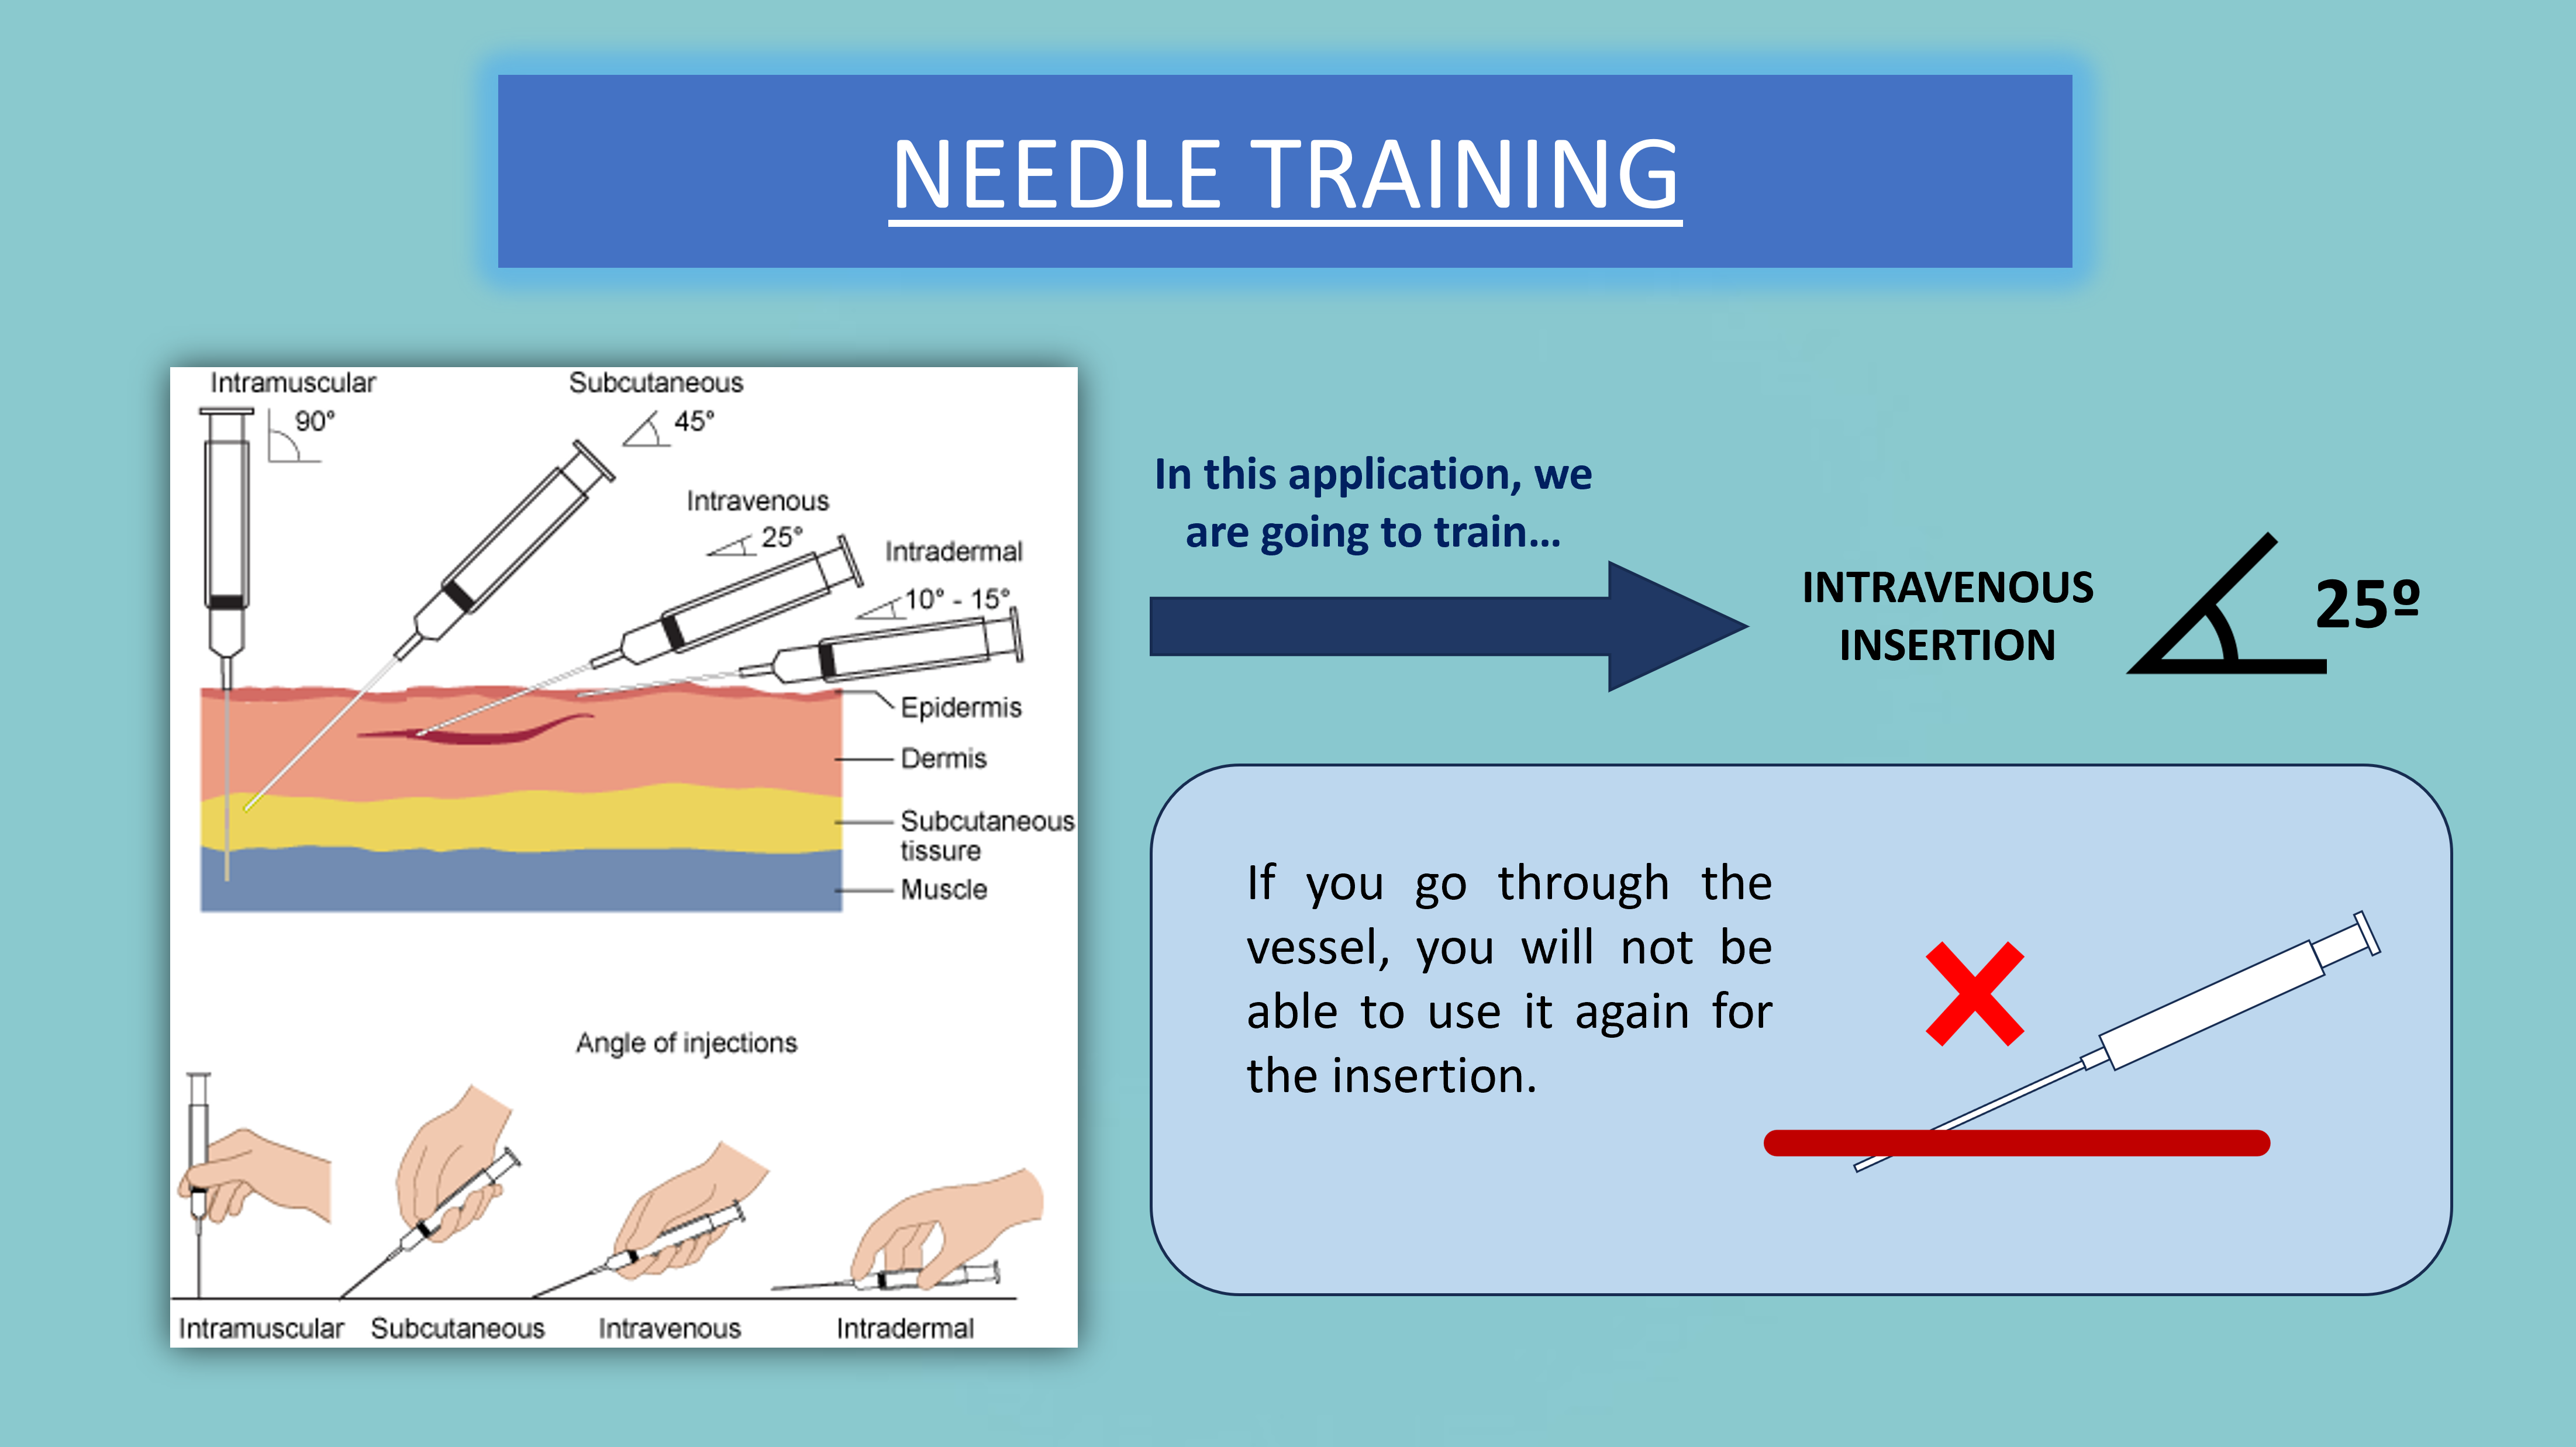 NEEDLE TRAINING
Intramuscular
90°
Subcutaneous
45°
Intravenous
25°
Intradermal
10° - 15°
Epidermis
Dermis
Subcutaneous
tissure
Muscle
Angle of injections
Intramuscular
Subcutaneous
Intravenous
Intradermal
In this application, we
are going to train...
INTRAVENOUS
INSERTION
25º
If you go through the
vessel, you will not be
able to use it again for
the insertion.